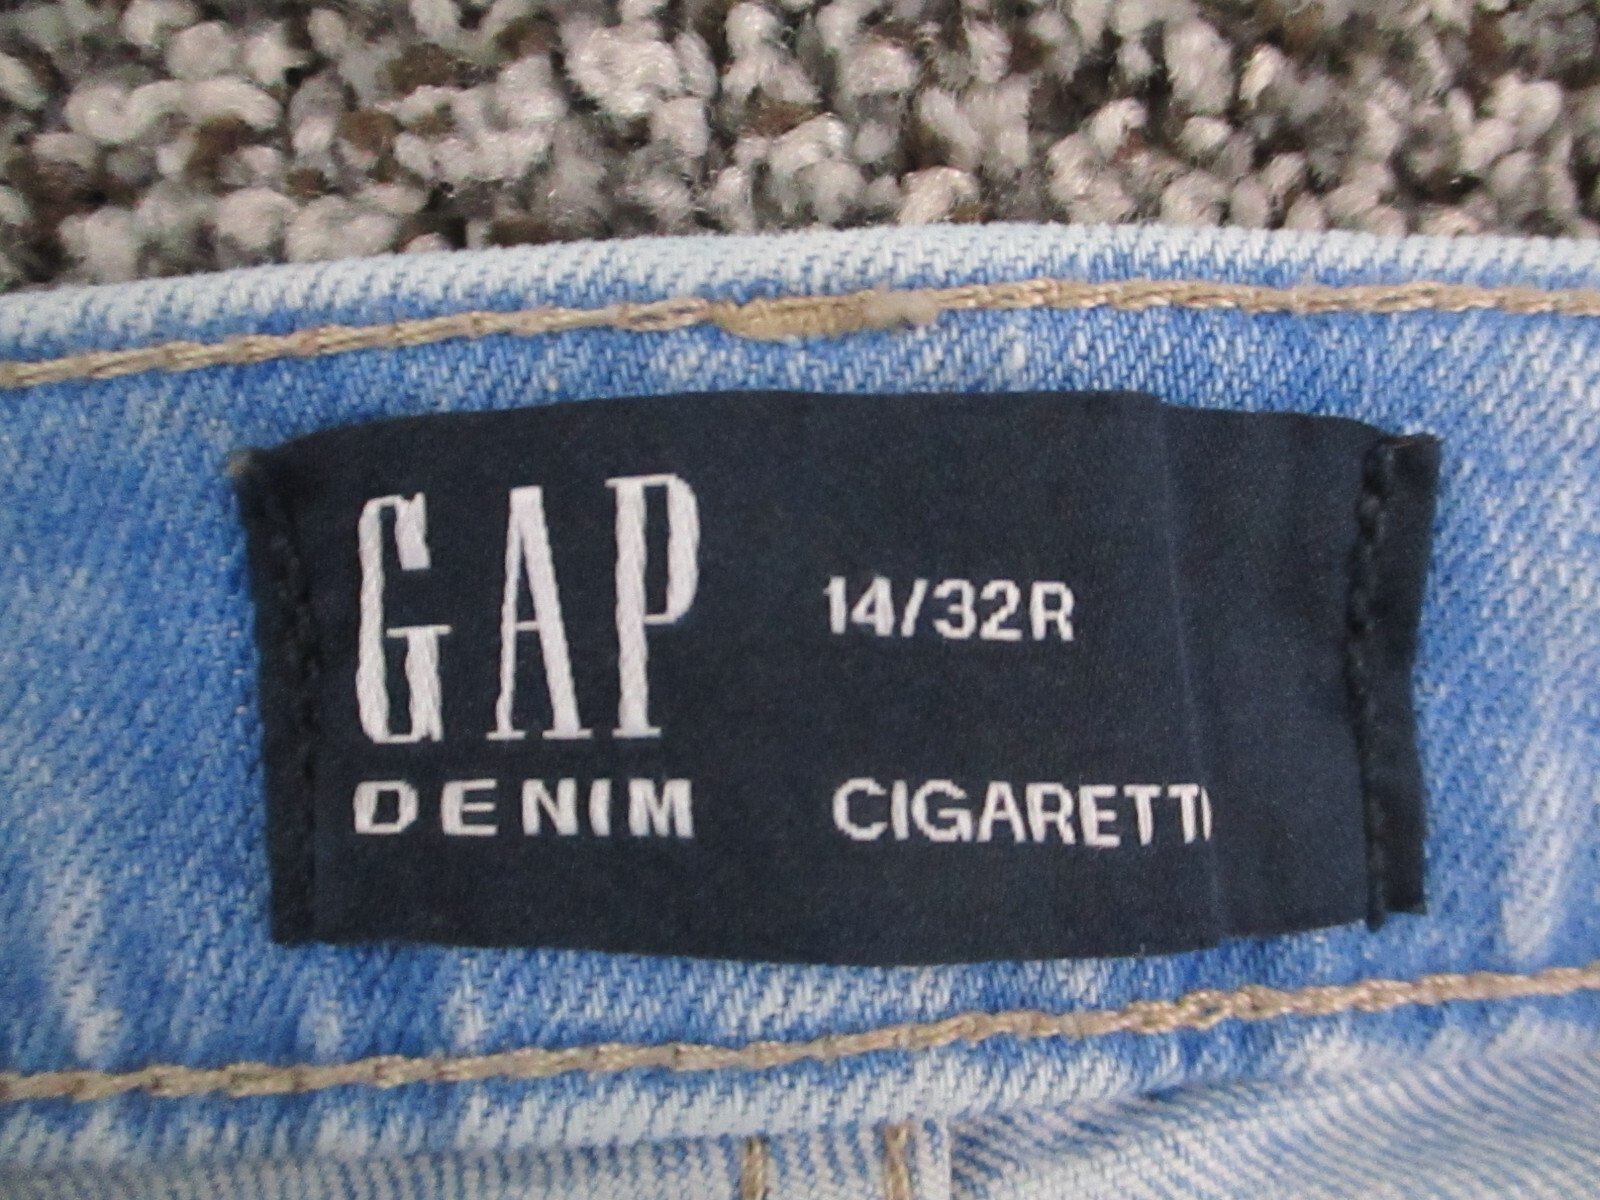 GAP
14/32R
DENIM
CIGARETT